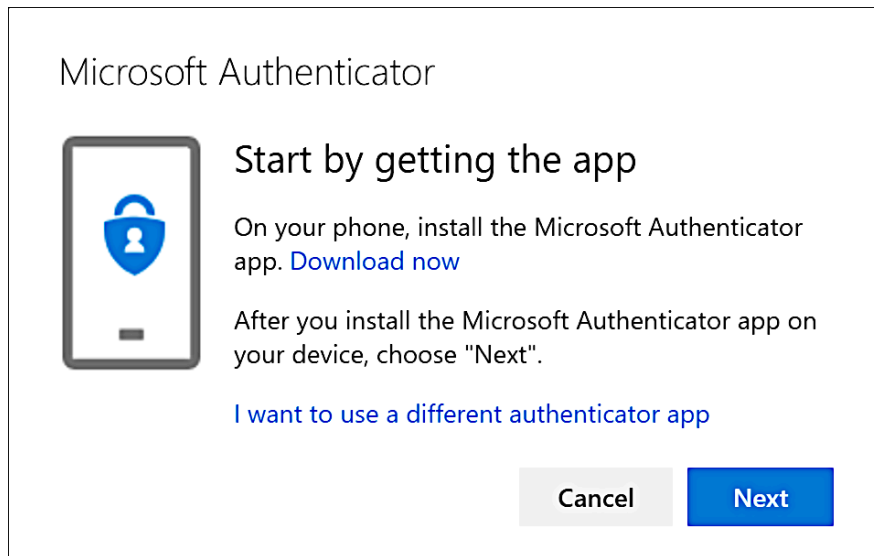 Microsoft Authenticator
Start by getting the app
On your phone, install the Microsoft Authenticator
app. Download now
After you install the Microsoft Authenticator app on
your device, choose "Next".
I want to use a different authenticator app
Cancel
Next